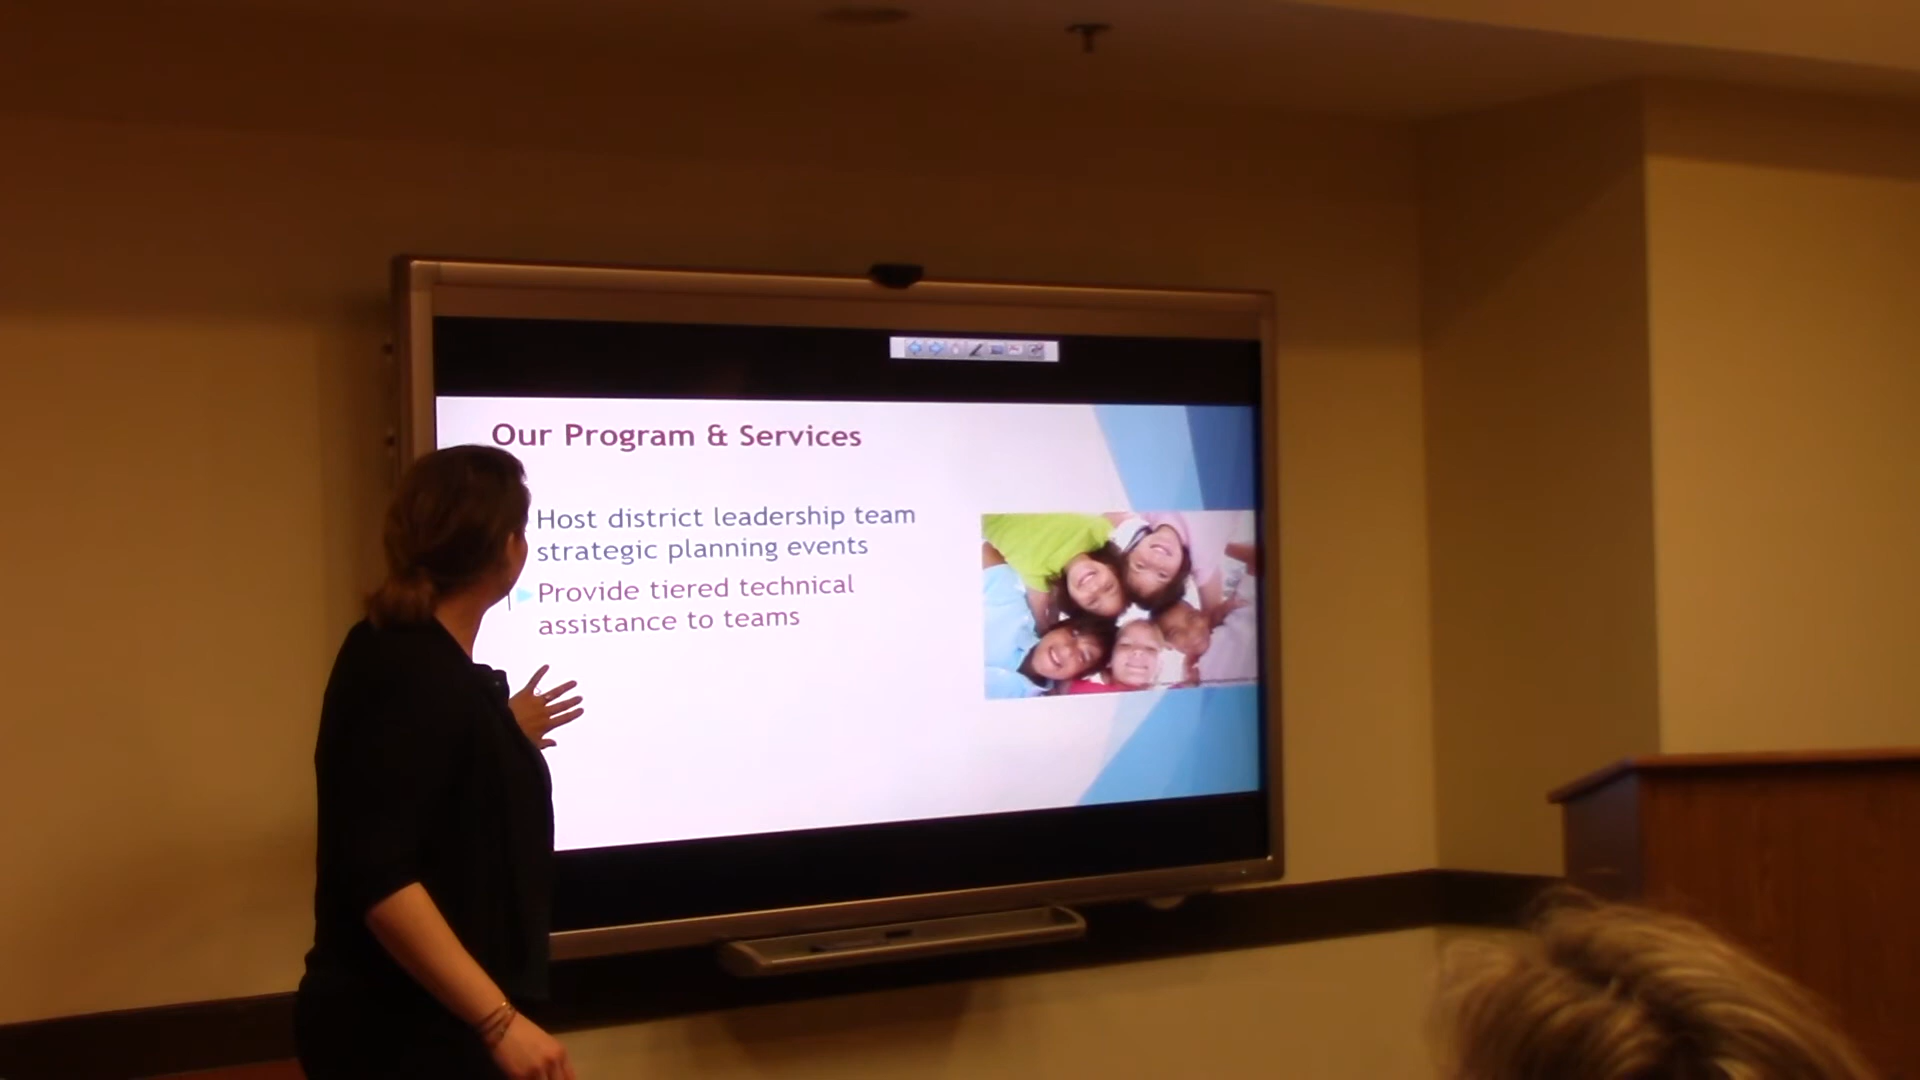 Our Program & Services
Host district leadership team
strategic planning events
Provide tiered technical
assistance to teams